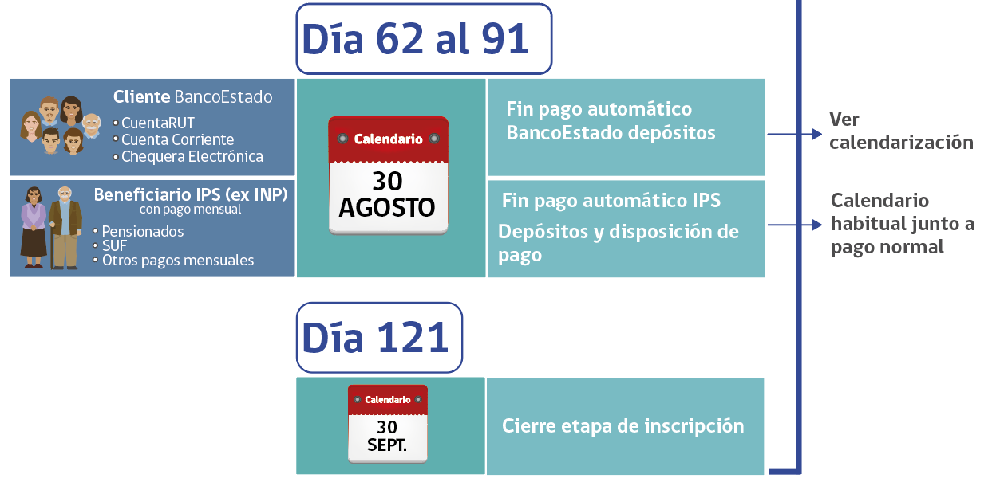 Día 62 al 91
Cliente BancoEstado
• CuentaRUT
• Cuenta Corriente
• Chequera Electrónica
Calendario
30
AGOSTO
Fin pago automático
BancoEstado depósitos
Ver
calendarización
Beneficiario IPS (ex INP)
con pago mensual
• Pensionados
• SUF
• Otros pagos mensuales
Fin pago automático IPS
Depósitos y disposición de
pago
Calendario
habitual junto a
pago normal
Día 121
Calendario
30
SEPT.
Cierre etapa de inscripción